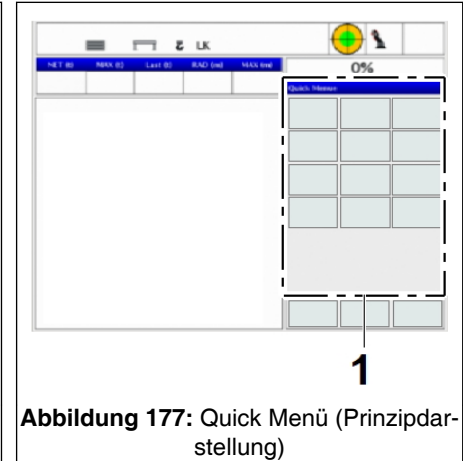 LK
NET (t) MAX (t) Last (t) RAD (m) MAX (m)
0%
Quick Menue
1
Abbildung 177: Quick Menü (Prinzipdar-
stellung)